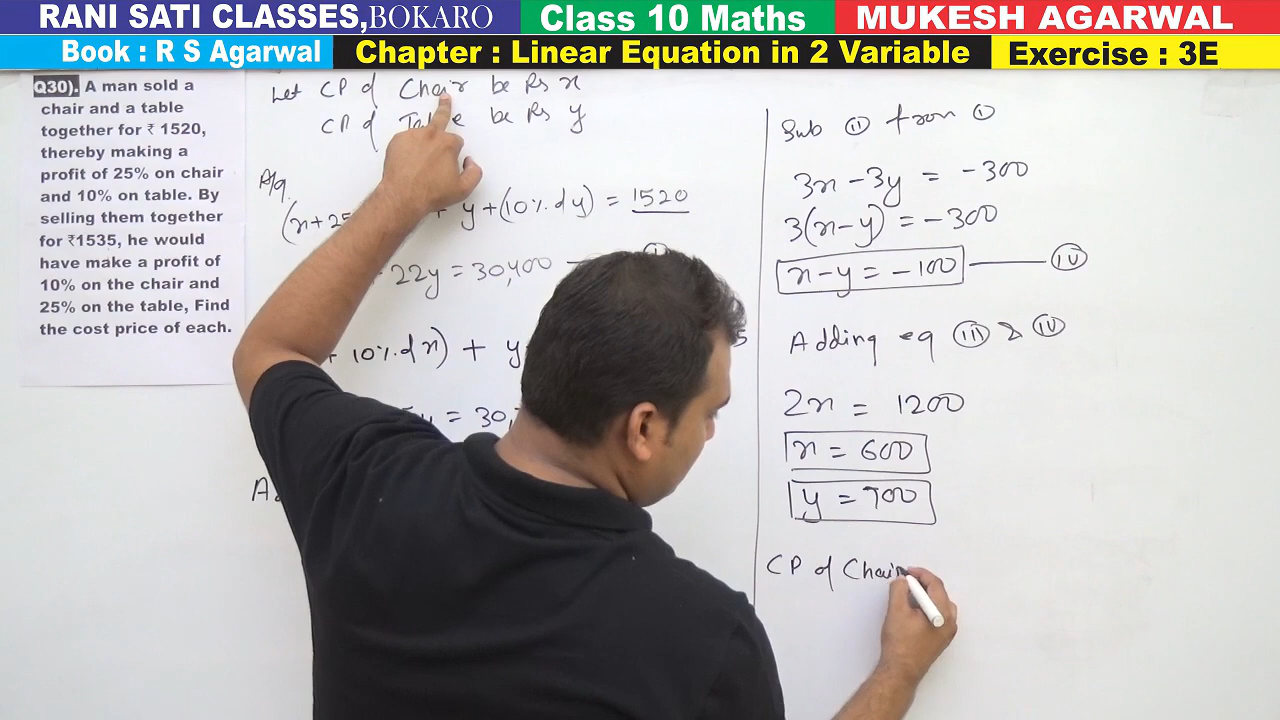 RANI SATI CLASSES,BOKARO
Class 10 Maths
MUKESH AGARWAL
Book : R S Agarwal
Chapter : Linear Equation in 2 Variable
Exercise : 3E
Q30). A man sold a
chair and a table
together for ₹ 1520,
thereby making a
profit of 25% on chair
and 10% on table. By
selling them together
for ₹1535, he would
have make a profit of
10% on the chair and
25% on the table, Find
the cost price of each.
Let CP of Chair be Rs x
CP of Table be Rs y
A/q.
(x+25 + y+(10% of y) = 1520
+ 22y = 30,400
+ 10% of x) + y
= 30,
Sub (II) from (I)
3x - 3y = -300
3(x-y) = -300
x-y = -100 (IV)
Adding eq (III) & (IV)
2x = 1200
x = 600
y = 700
CP of Chair